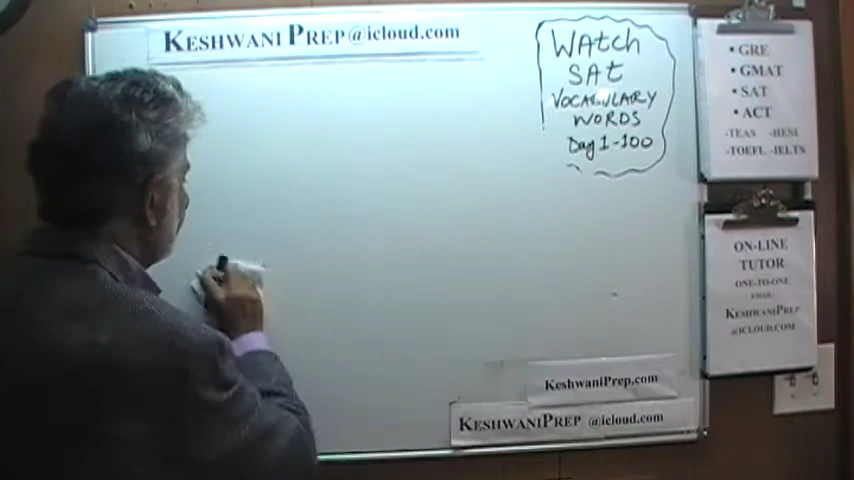 KESHWANI PREP@icloud.com
WAtch
SAt
VOCABULARY
WORDS
Day 1-100
• GRE
• GMAT
• SAT
• ACT
-TEAS -HESI
-TOEFL -IELTS
ON-LINE
TUTOR
ONE-TO-ONE
EMAIL
KESHWANIPREP
@ICLOUD.COM
KeshwaniPrep.com
KESHWANIPREP @icloud.com